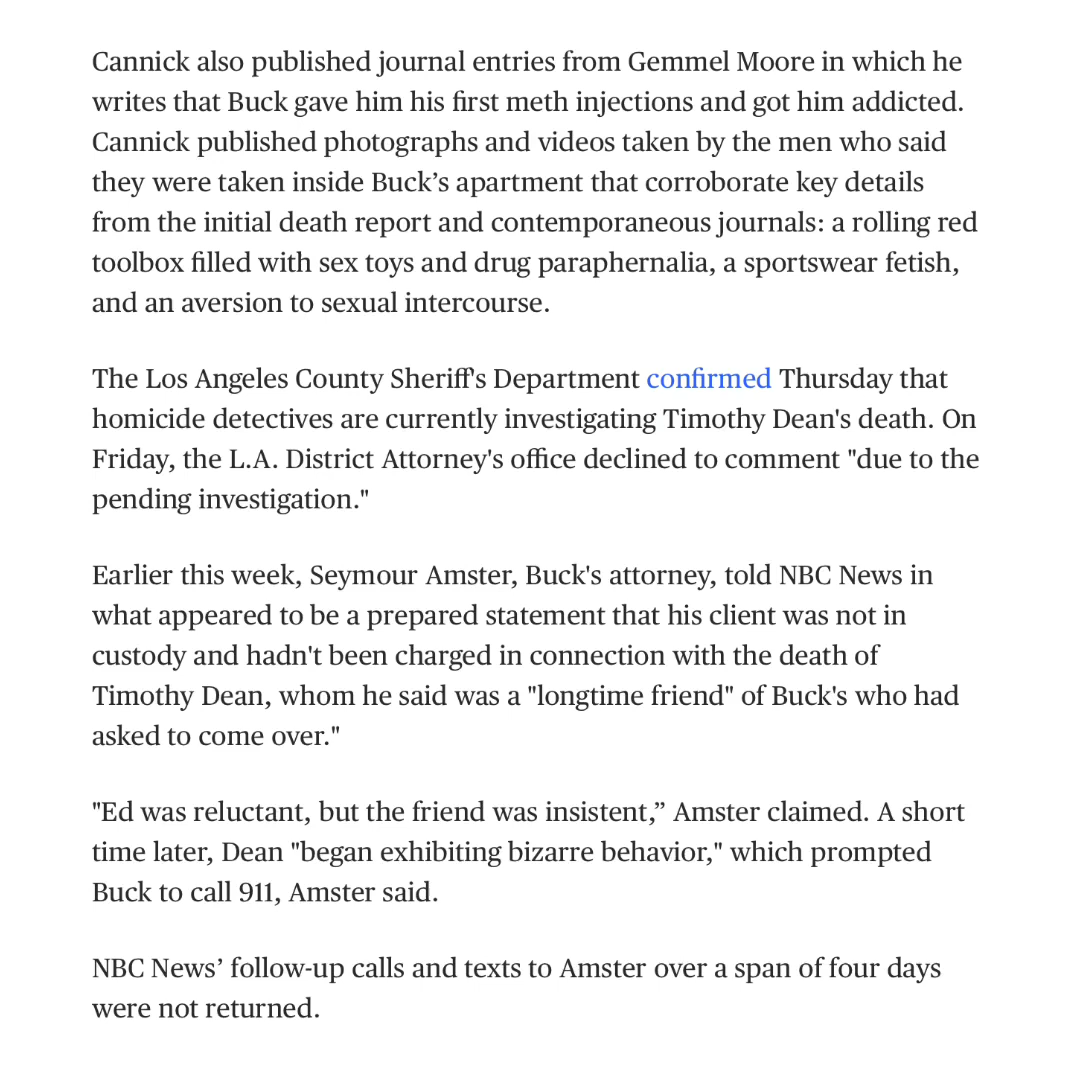 Cannick also published journal entries from Gemmel Moore in which he
writes that Buck gave him his first meth injections and got him addicted.
Cannick published photographs and videos taken by the men who said
they were taken inside Buck’s apartment that corroborate key details
from the initial death report and contemporaneous journals: a rolling red
toolbox filled with sex toys and drug paraphernalia, a sportswear fetish,
and an aversion to sexual intercourse.
The Los Angeles County Sheriff's Department confirmed Thursday that
homicide detectives are currently investigating Timothy Dean's death. On
Friday, the L.A. District Attorney's office declined to comment "due to the
pending investigation."
Earlier this week, Seymour Amster, Buck's attorney, told NBC News in
what appeared to be a prepared statement that his client was not in
custody and hadn't been charged in connection with the death of
Timothy Dean, whom he said was a "longtime friend" of Buck's who had
asked to come over."
"Ed was reluctant, but the friend was insistent,” Amster claimed. A short
time later, Dean "began exhibiting bizarre behavior," which prompted
Buck to call 911, Amster said.
NBC News’ follow-up calls and texts to Amster over a span of four days
were not returned.